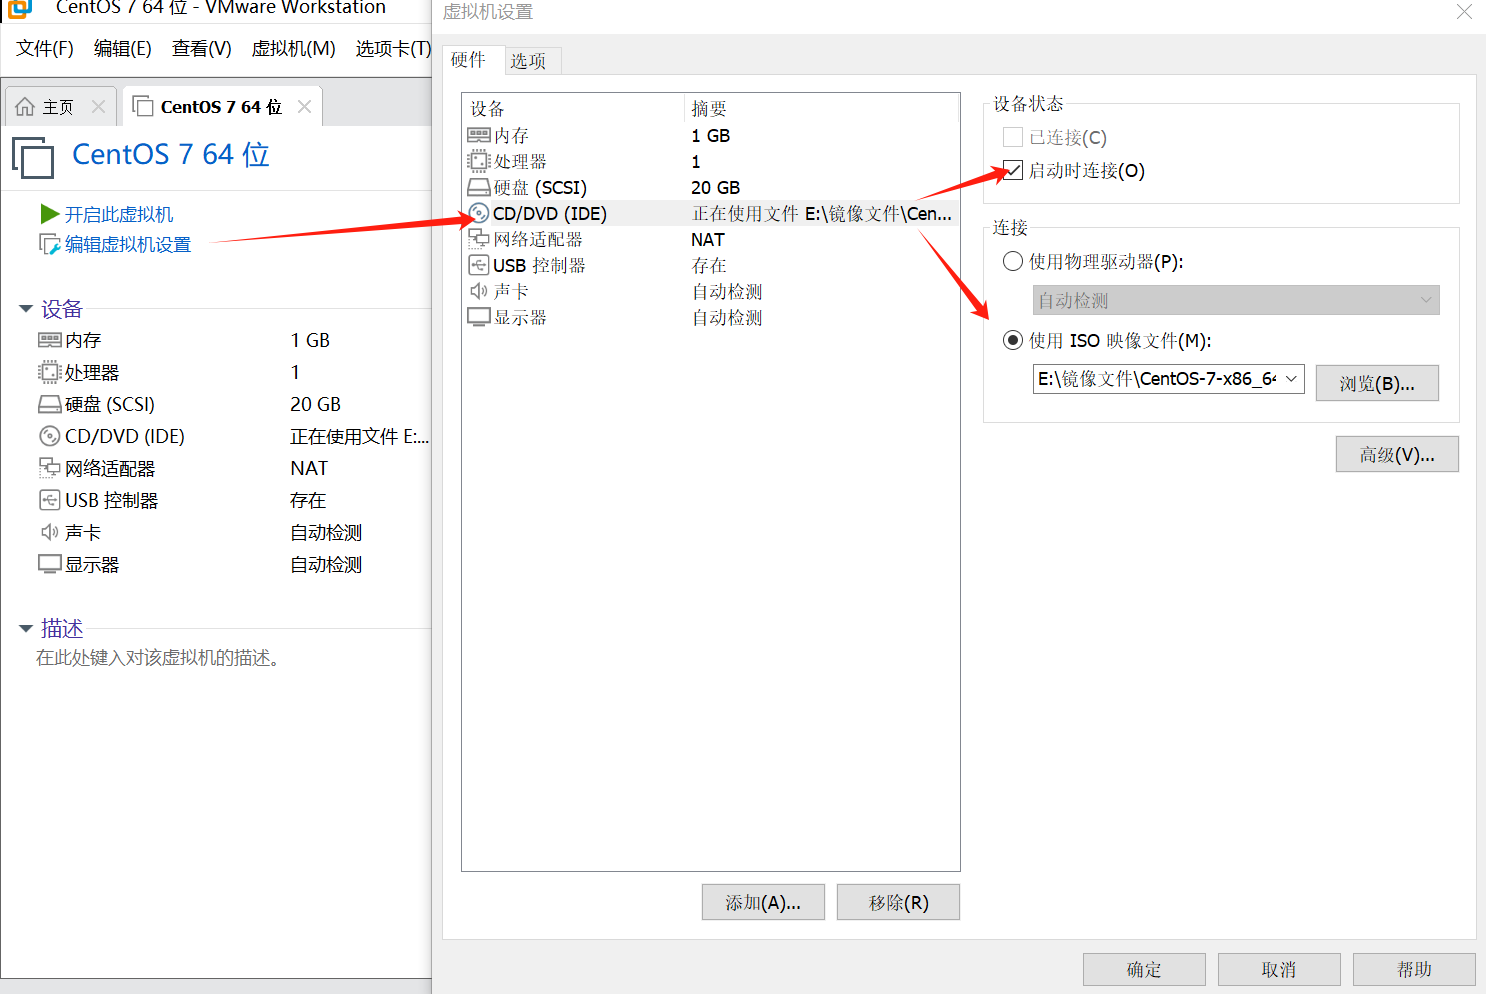 CentOS 7 64 位 - VMware Workstation
文件(F) 编辑(E) 查看(V) 虚拟机(M) 选项卡(T)
主页
CentOS 7 64 位
CentOS 7 64 位
开启此虚拟机
编辑虚拟机设置
设备
内存 1 GB
处理器 1
硬盘 (SCSI) 20 GB
CD/DVD (IDE) 正在使用文件 E:...
网络适配器 NAT
USB 控制器 存在
声卡 自动检测
显示器 自动检测
描述
在此处键入对该虚拟机的描述。
虚拟机设置
硬件 选项
设备 摘要
内存 1 GB
处理器 1
硬盘 (SCSI) 20 GB
CD/DVD (IDE) 正在使用文件 E:\镜像文件\Cen...
网络适配器 NAT
USB 控制器 存在
声卡 自动检测
显示器 自动检测
添加(A)... 移除(R)
设备状态
已连接(C)
启动时连接(O)
连接
使用物理驱动器(P):
自动检测
使用 ISO 映像文件(M):
E:\镜像文件\CentOS-7-x86_64 浏览(B)...
高级(V)...
确定 取消 帮助